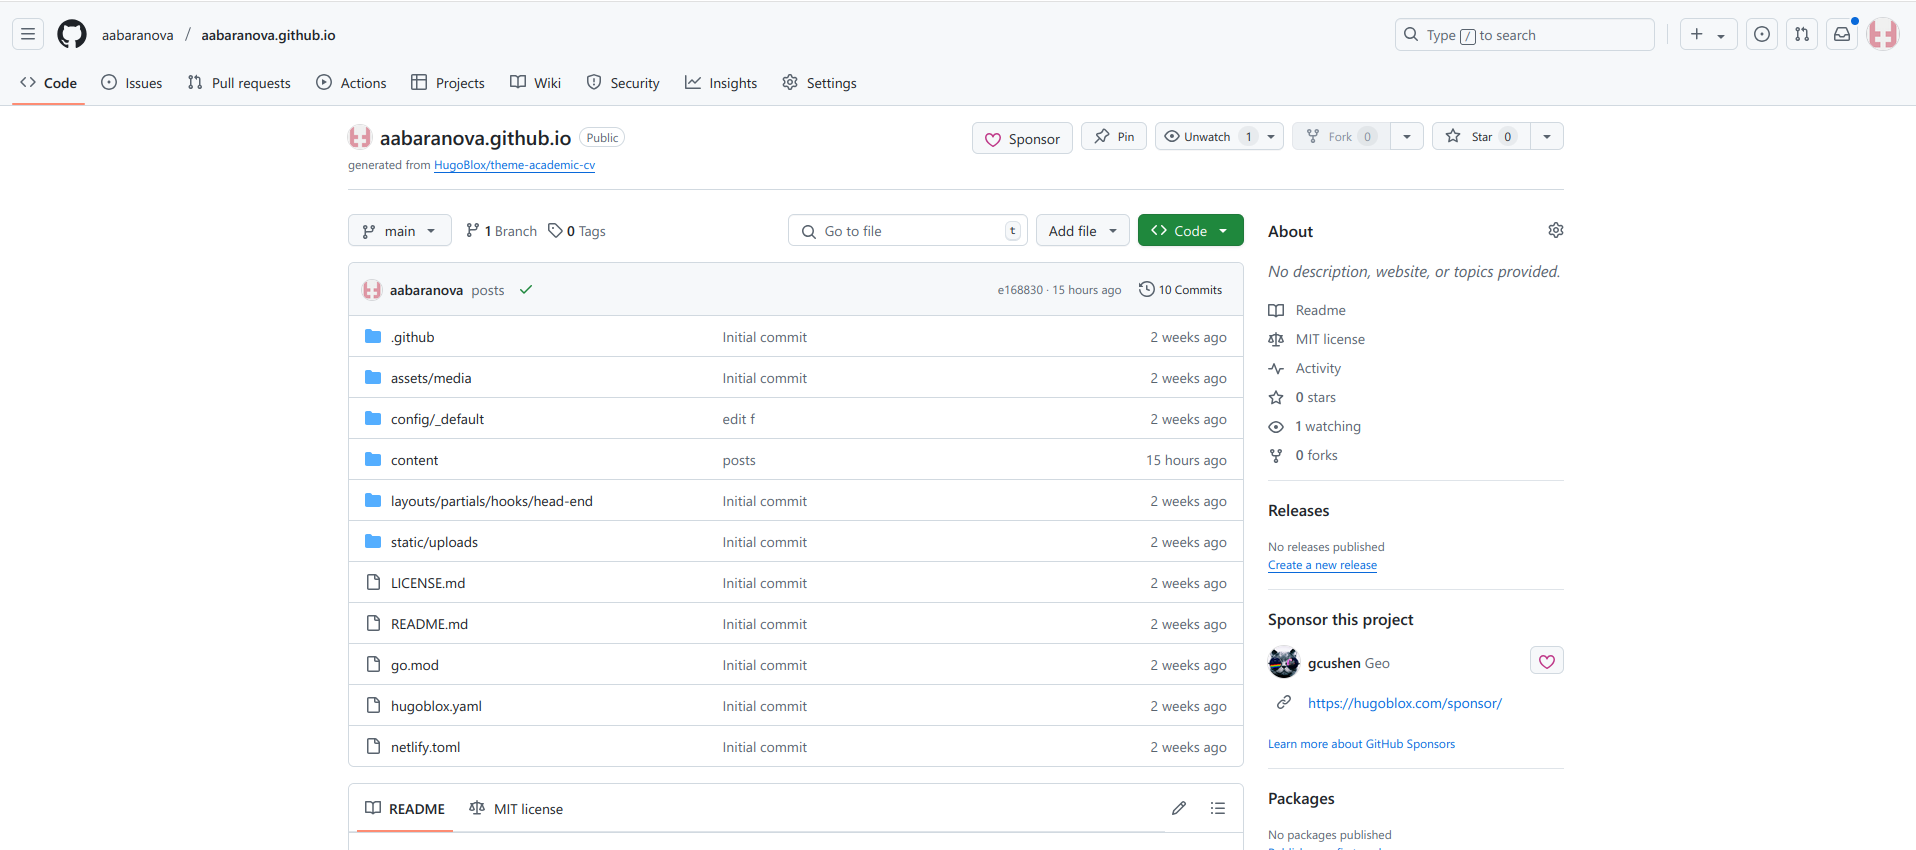 aabaranova / aabaranova.github.io
Type / to search
Code Issues Pull requests Actions Projects Wiki Security Insights Settings
aabaranova.github.io Public
Sponsor Pin Unwatch 1 Fork 0 Star 0
generated from HugoBlox/theme-academic-cv
main 1 Branch 0 Tags
Go to file t Add file Code
aabaranova posts e168830 · 15 hours ago 10 Commits
.github Initial commit 2 weeks ago
assets/media Initial commit 2 weeks ago
config/_default edit f 2 weeks ago
content posts 15 hours ago
layouts/partials/hooks/head-end Initial commit 2 weeks ago
static/uploads Initial commit 2 weeks ago
LICENSE.md Initial commit 2 weeks ago
README.md Initial commit 2 weeks ago
go.mod Initial commit 2 weeks ago
hugoblox.yaml Initial commit 2 weeks ago
netlify.toml Initial commit 2 weeks ago
README MIT license
About
No description, website, or topics provided.
Readme
MIT license
Activity
0 stars
1 watching
0 forks
Releases
No releases published
Create a new release
Sponsor this project
gcushen Geo
https://hugoblox.com/sponsor/
Learn more about GitHub Sponsors
Packages
No packages published